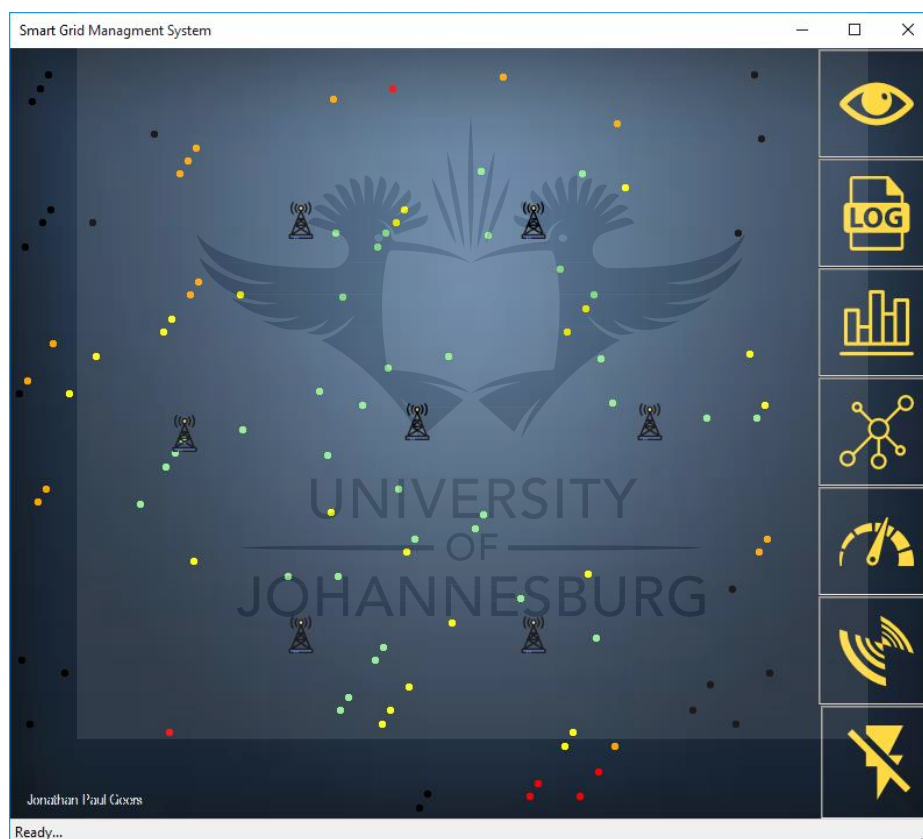 Smart Grid Managment System
LOG
UNIVERSITY
OF
JOHANNESBURG
Jonathan Paul Geers
Ready...